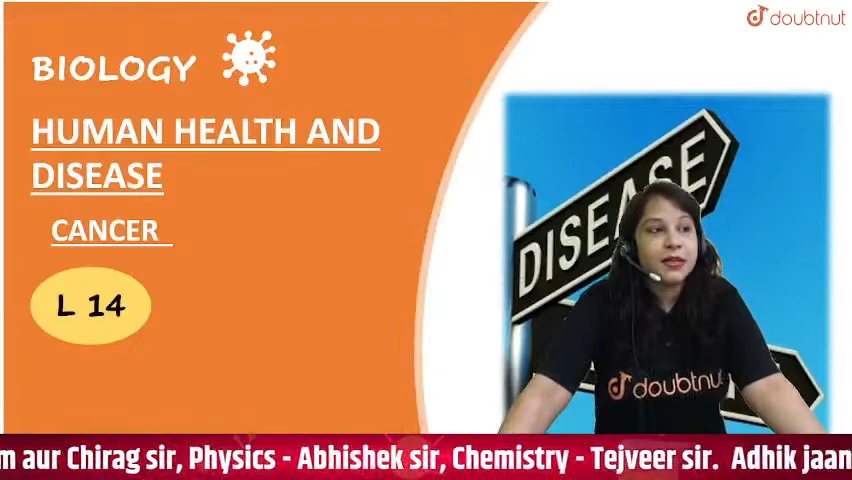 doubtnut
BIOLOGY
HUMAN HEALTH AND
DISEASE
CANCER
L 14
DISEASE
doubtnut
aur Chirag sir, Physics - Abhishek sir, Chemistry - Tejveer sir. Adhik